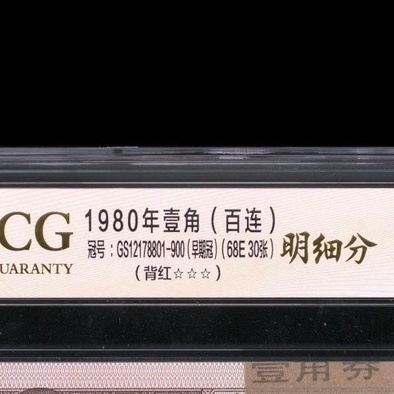 CG
UARANTY
1980年壹角（百连）
冠号：GS12178801-900（早期冠）（68E 30张）
（背红☆☆☆）
明细分
壹角券